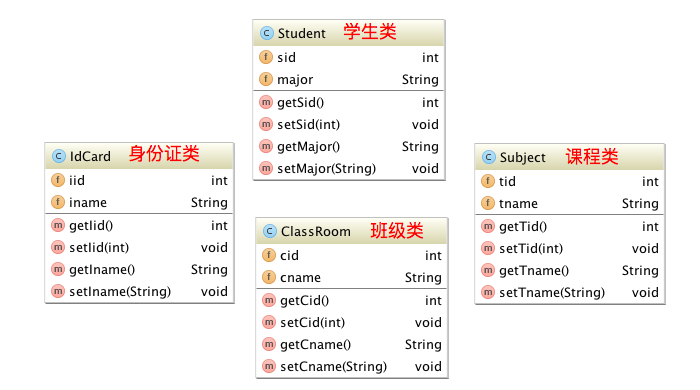 C Student 学生类
f sid int
f major String
m getSid() int
m setSid(int) void
m getMajor() String
m setMajor(String) void
C IdCard 身份证类
f iid int
f iname String
m getIid() int
m setIid(int) void
m getIname() String
m setIname(String) void
C ClassRoom 班级类
f cid int
f cname String
m getCid() int
m setCid(int) void
m getCname() String
m setCname(String) void
C Subject 课程类
f tid int
f tname String
m getTid() int
m setTid(int) void
m getTname() String
m setTname(String) void